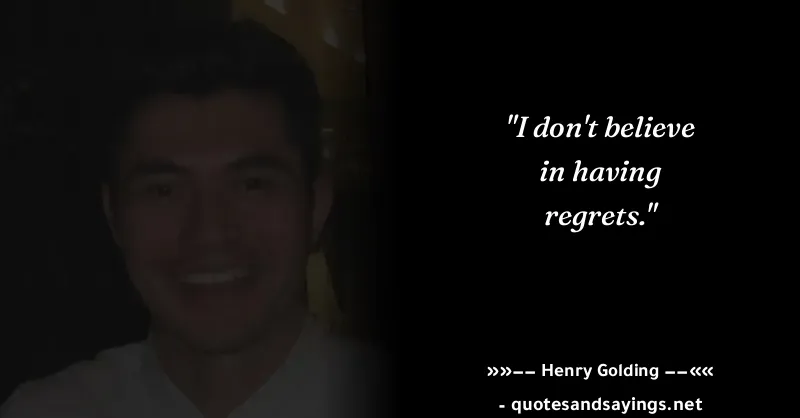 "I don't believe
in having
regrets."
»»−− Henry Golding −−««
- quotesandsayings.net